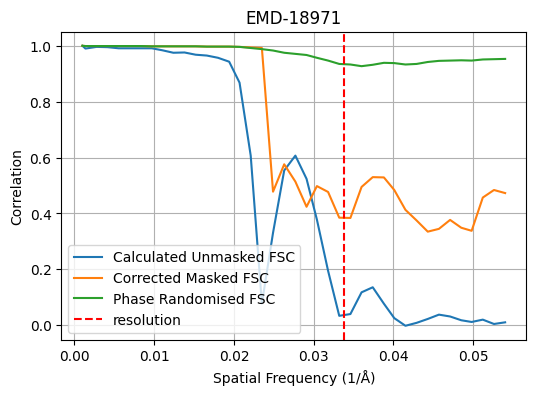 EMD-18971
Correlation
1.0
0.8
0.6
0.4
0.2
0.0
Calculated Unmasked FSC
Corrected Masked FSC
Phase Randomised FSC
resolution
0.00 0.01 0.02 0.03 0.04 0.05
Spatial Frequency (1/Å)